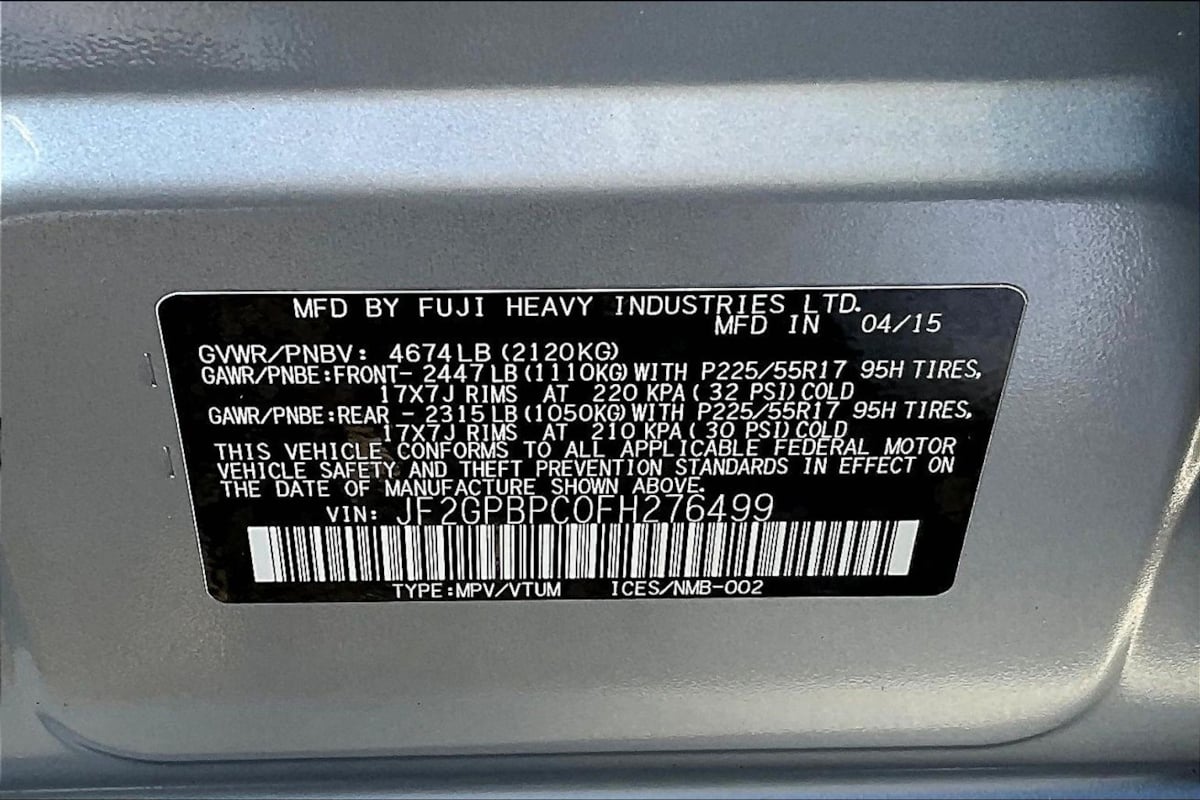 MFD BY FUJI HEAVY INDUSTRIES LTD.
MFD IN 04/15
GVWR/PNBV: 4674LB (2120KG)
GAWR/PNBE:FRONT- 2447LB (1110KG) WITH P225/55R17 95H TIRES,
17X7J RIMS AT 220 KPA (32 PSI) COLD
GAWR/PNBE:REAR - 2315LB (1050KG) WITH P225/55R17 95H TIRES,
17X7J RIMS AT 210 KPA (30 PSI) COLD
THIS VEHICLE CONFORMS TO ALL APPLICABLE FEDERAL MOTOR
VEHICLE SAFETY AND THEFT PREVENTION STANDARDS IN EFFECT ON
THE DATE OF MANUFACTURE SHOWN ABOVE.
VIN: JF2GPBPC0FH276499
TYPE:MPV/VTUM ICES/NMB-002